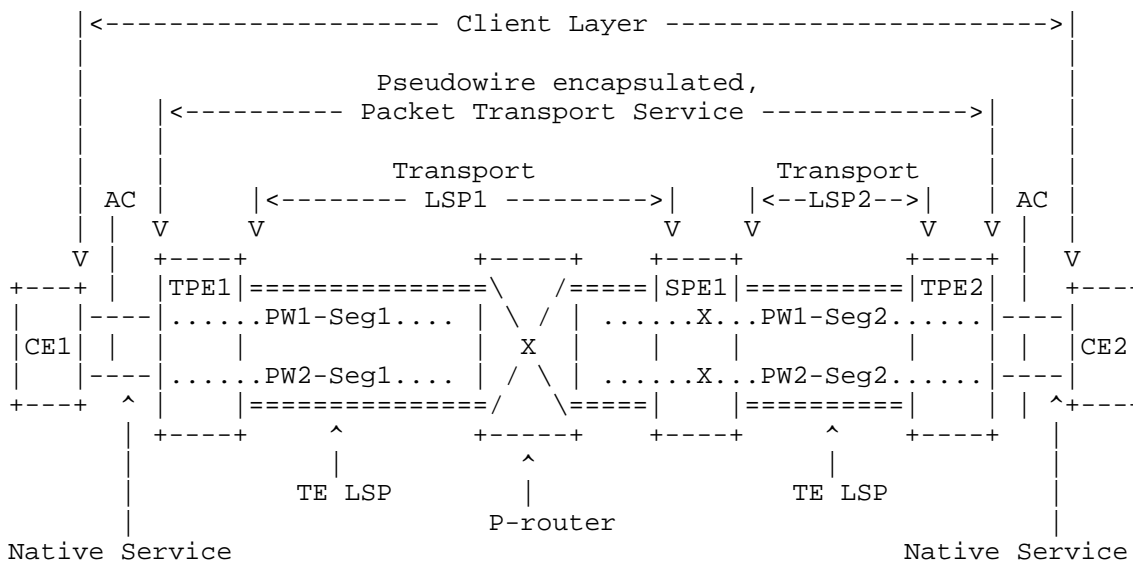 |<--------------------- Client Layer ------------------------>|
Pseudowire encapsulated,
|<---------- Packet Transport Service ------------->|
Transport Transport
AC |<-------- LSP1 --------->| |<--LSP2-->| AC
V V V V V V
V +----+ +-----+ +----+ +----+ V
+---+ |TPE1|===============\ /=====|SPE1|==========|TPE2| +----
|----|......PW1-Seg1.... | \ / | ......X...PW1-Seg2......|----|
|CE1| | X | |CE2
|----|......PW2-Seg1.... | / \ | ......X...PW2-Seg2......|----|
+---+ ^ |===============/ \=====| |==========| | ^+----
+----+ ^ +-----+ +----+ ^ +----+
| ^ |
TE LSP | TE LSP
P-router
Native Service Native Service